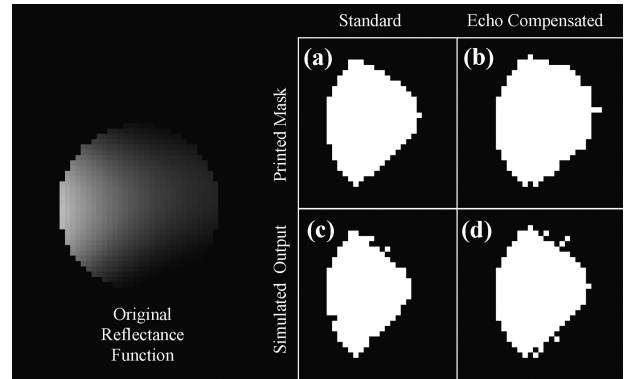 Standard
Echo Compensated
Printed Mask
(a)
(b)
Simulated Output
(c)
(d)
Original
Reflectance
Function